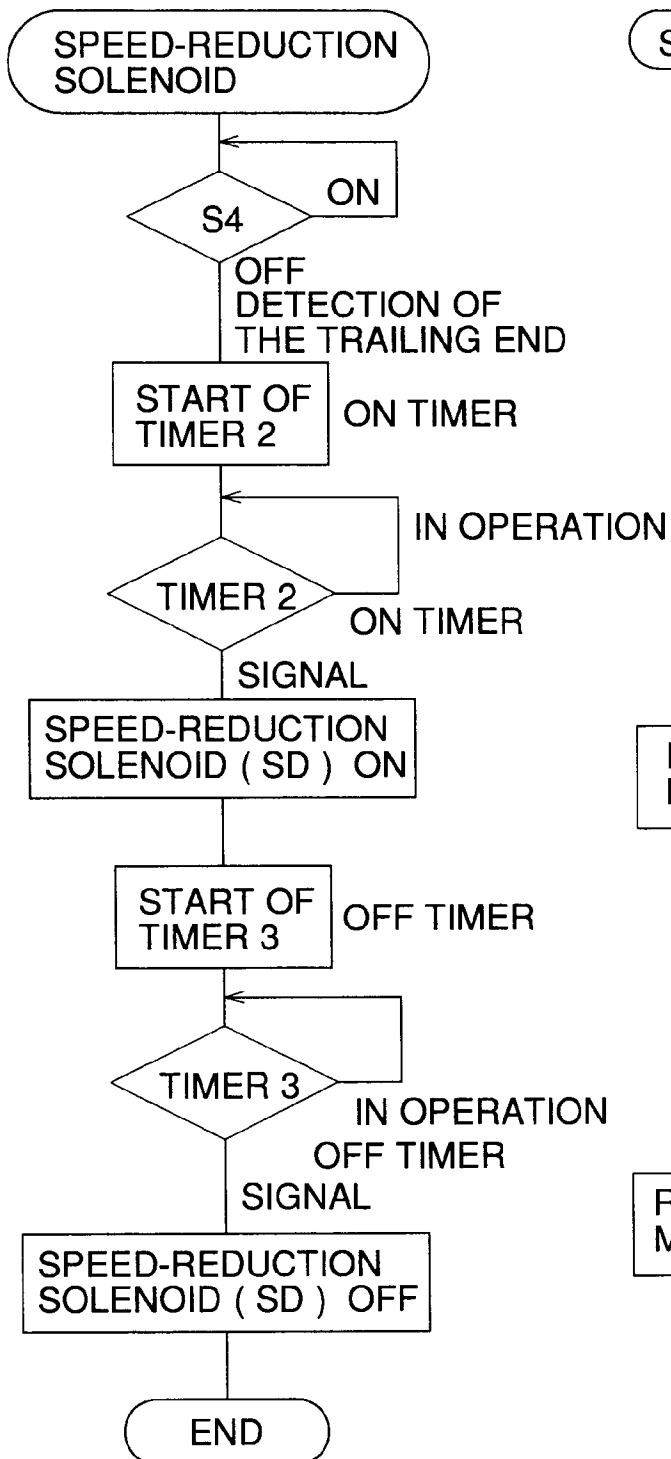 SPEED-REDUCTION
SOLENOID
ON
S4
OFF
DETECTION OF
THE TRAILING END
START OF
TIMER 2
ON TIMER
IN OPERATION
TIMER 2
ON TIMER
SIGNAL
SPEED-REDUCTION
SOLENOID ( SD ) ON
START OF
TIMER 3
OFF TIMER
TIMER 3
IN OPERATION
OFF TIMER
SIGNAL
SPEED-REDUCTION
SOLENOID ( SD ) OFF
END